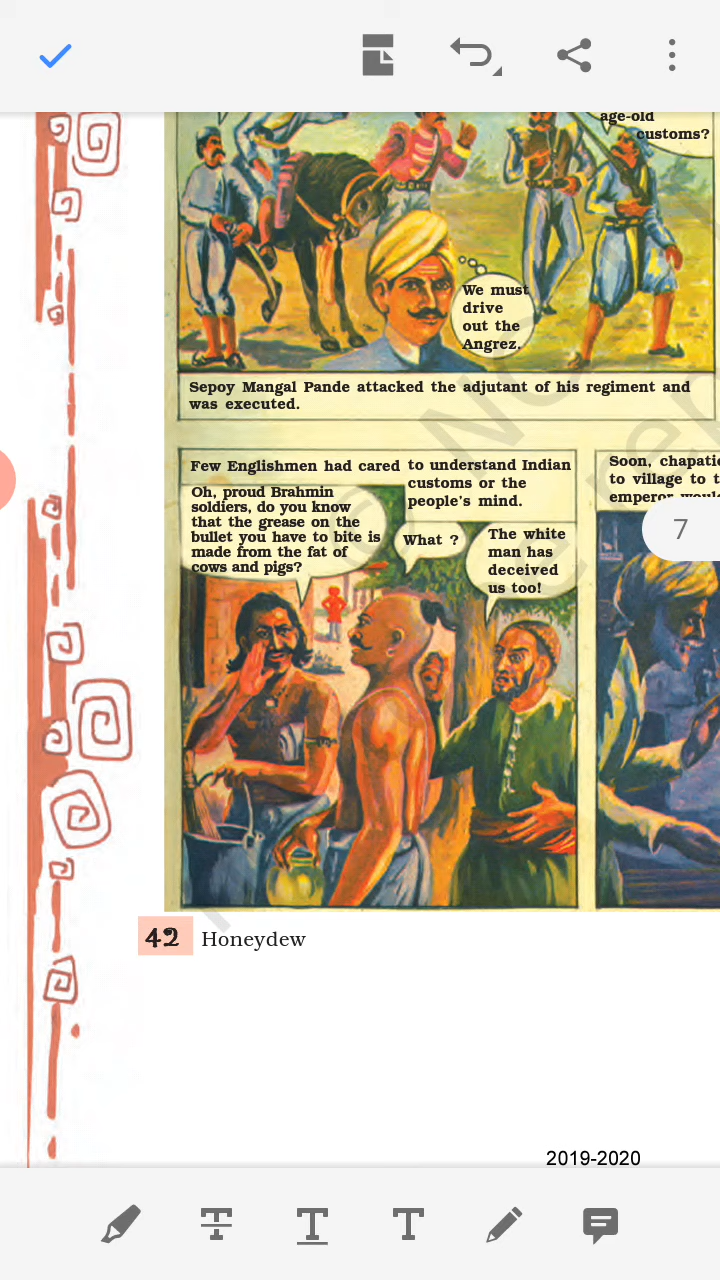 age-old
customs?
We must
drive
out the
Angrez.
Sepoy Mangal Pande attacked the adjutant of his regiment and
was executed.
Few Englishmen had cared to understand Indian
customs or the
people's mind.
Oh, proud Brahmin
soldiers, do you know
that the grease on the
bullet you have to bite is
made from the fat of
cows and pigs?
What ?
The white
man has
deceived
us too!
Soon,
to village to
emperor
7
42 Honeydew
2019-2020